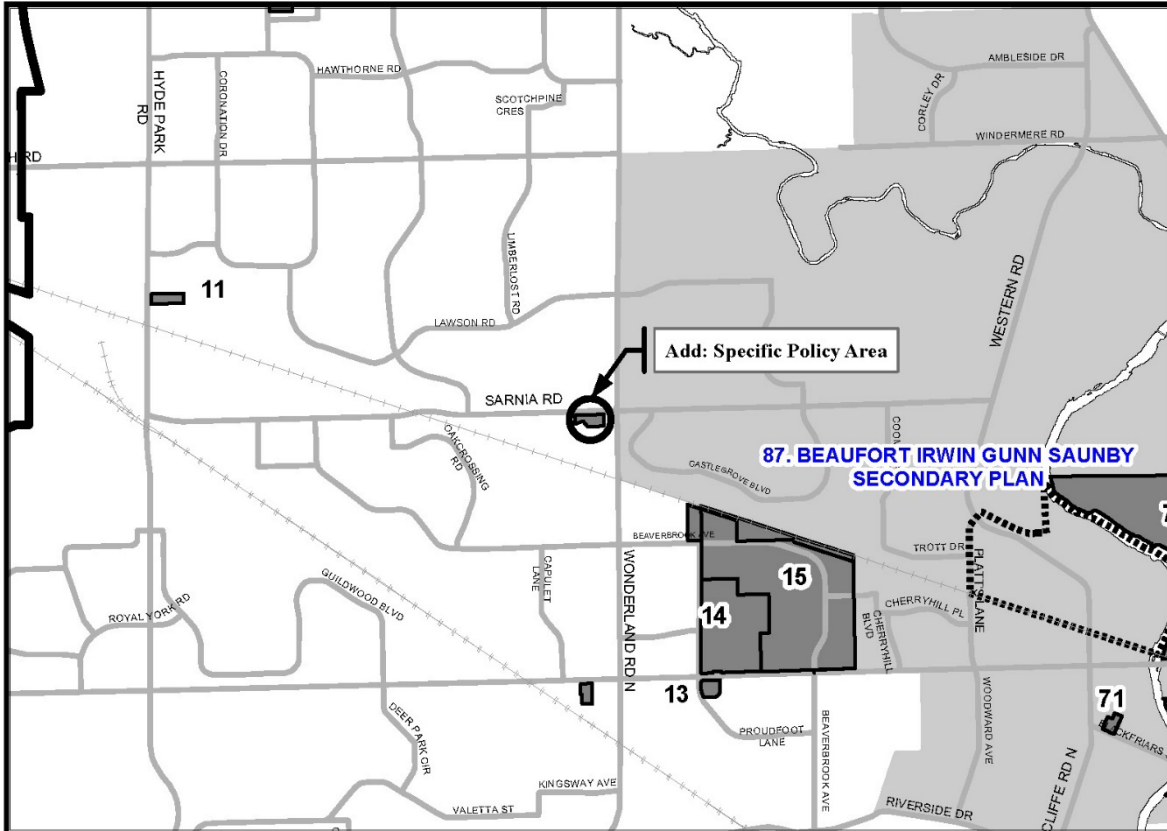 AMBLESIDE DR
HAWTHORNE RD
HYDE PARK
RD
CORONATION DR
SCOTCHPINE
CRES
CORLEY DR
WINDERMERE RD
H RD
LIMBERLOST RD
WESTERN RD
11
LAWSON RD
Add: Specific Policy Area
SARNIA RD
OAKCROSSING
RD
87. BEAUFORT IRWIN GUNN SAUNBY
SECONDARY PLAN
CASTLEGROVE BLVD
BEAVERBROOK AVE
TROTT DR
CAPULET
LANE
WONDERLAND RD N
15
14
PLATT'S LANE
CHERRYHILL PL
CHERRYHILL
BLVD
GUILDWOOD BLVD
ROYAL YORK RD
13
71
WOODWARD AVE
DEER PARK CIR
PROUDFOOT
LANE
BEAVERBROOK AVE
KINGSWAY AVE
VALETTA ST
RIVERSIDE DR
CLIFFE RD N